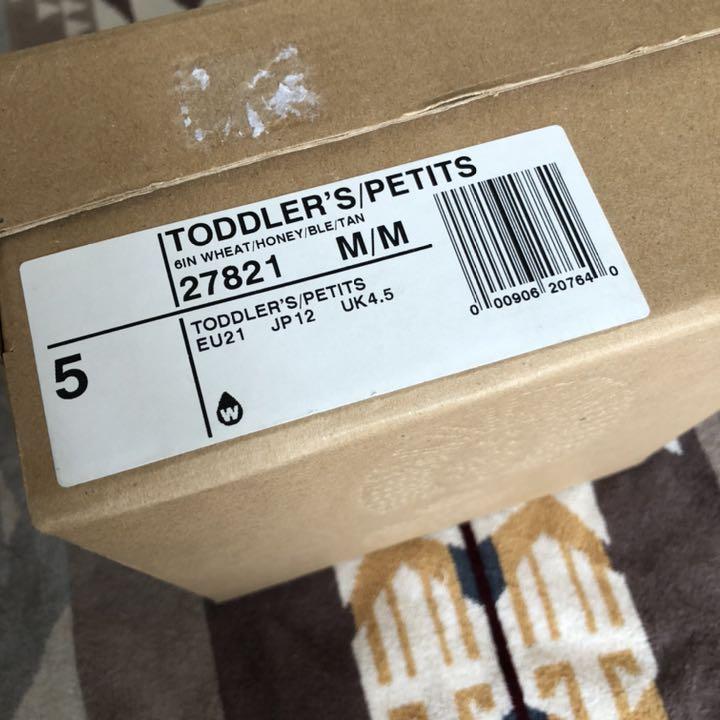 TODDLER'S/PETITS
6IN WHEAT/HONEY/BLE/TAN
27821 M/M
TODDLER'S/PETITS
EU21 JP12 UK4.5
5
W
0 00906 20764 0